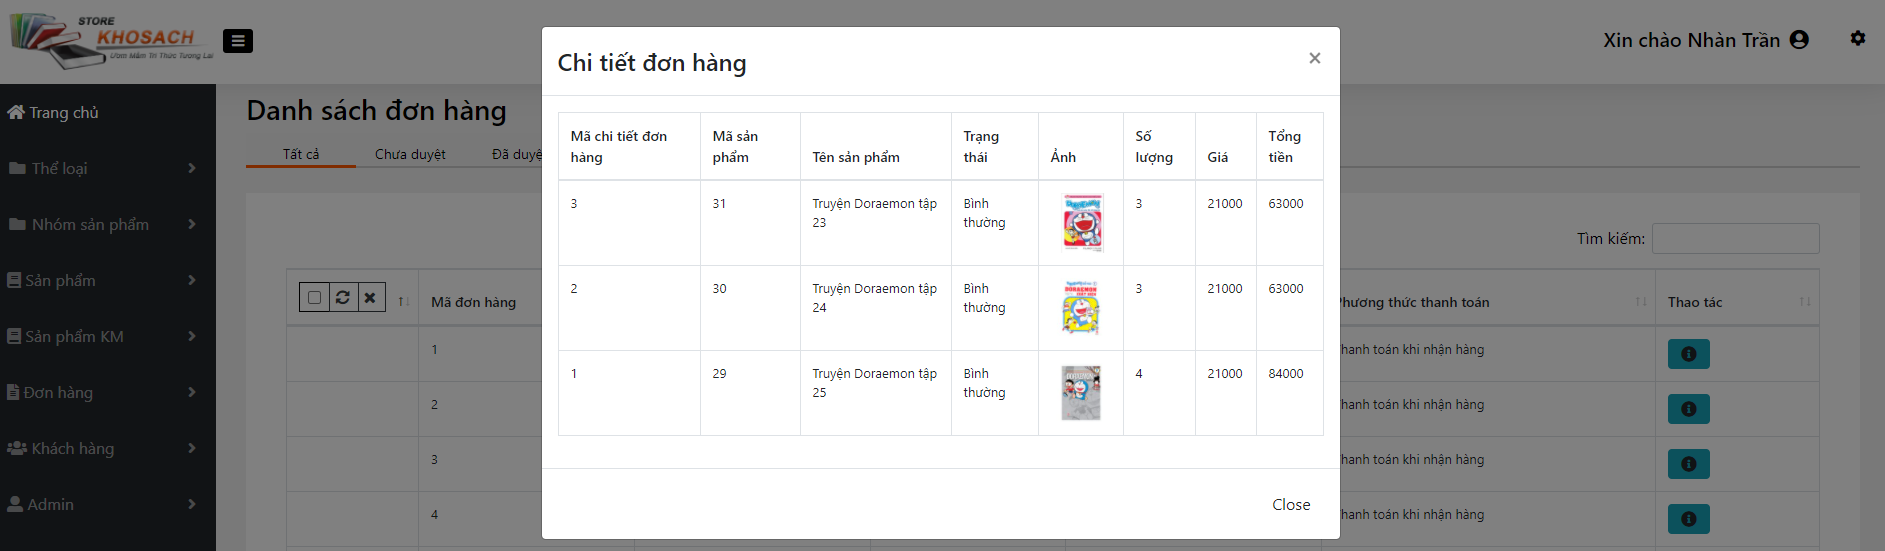 STORE
KHOSACH
Ươm Mầm Tri Thức Tương Lai
Xin chào Nhàn Trần
Trang chủ
Thể loại
Nhóm sản phẩm
Sản phẩm
Sản phẩm KM
Đơn hàng
Khách hàng
Admin
Danh sách đơn hàng
Tất cả Chưa duyệt Đã duyệ
Tìm kiếm:
Mã đơn hàng Phương thức thanh toán Thao tác
1 hanh toán khi nhận hàng
2 hanh toán khi nhận hàng
3 hanh toán khi nhận hàng
4 hanh toán khi nhận hàng
Chi tiết đơn hàng ×
Mã chi tiết đơn hàng Mã sản phẩm Tên sản phẩm Trạng thái Ảnh Số lượng Giá Tổng tiền
3 31 Truyện Doraemon tập 23 Bình thường 3 21000 63000
2 30 Truyện Doraemon tập 24 Bình thường 3 21000 63000
1 29 Truyện Doraemon tập 25 Bình thường 4 21000 84000
Close